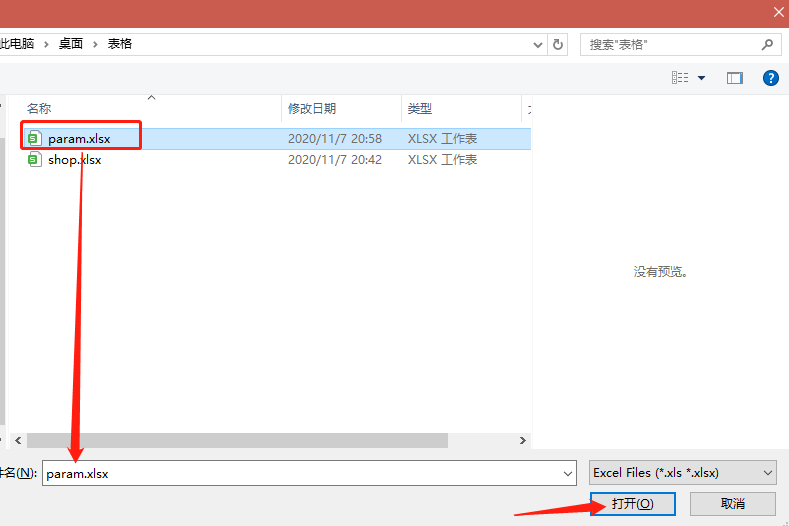 此电脑 › 桌面 › 表格
搜索"表格"
名称 修改日期 类型
param.xlsx 2020/11/7 20:58 XLSX 工作表
shop.xlsx 2020/11/7 20:42 XLSX 工作表
没有预览。
件名(N): param.xlsx Excel Files (*.xls *.xlsx)
打开(O) 取消